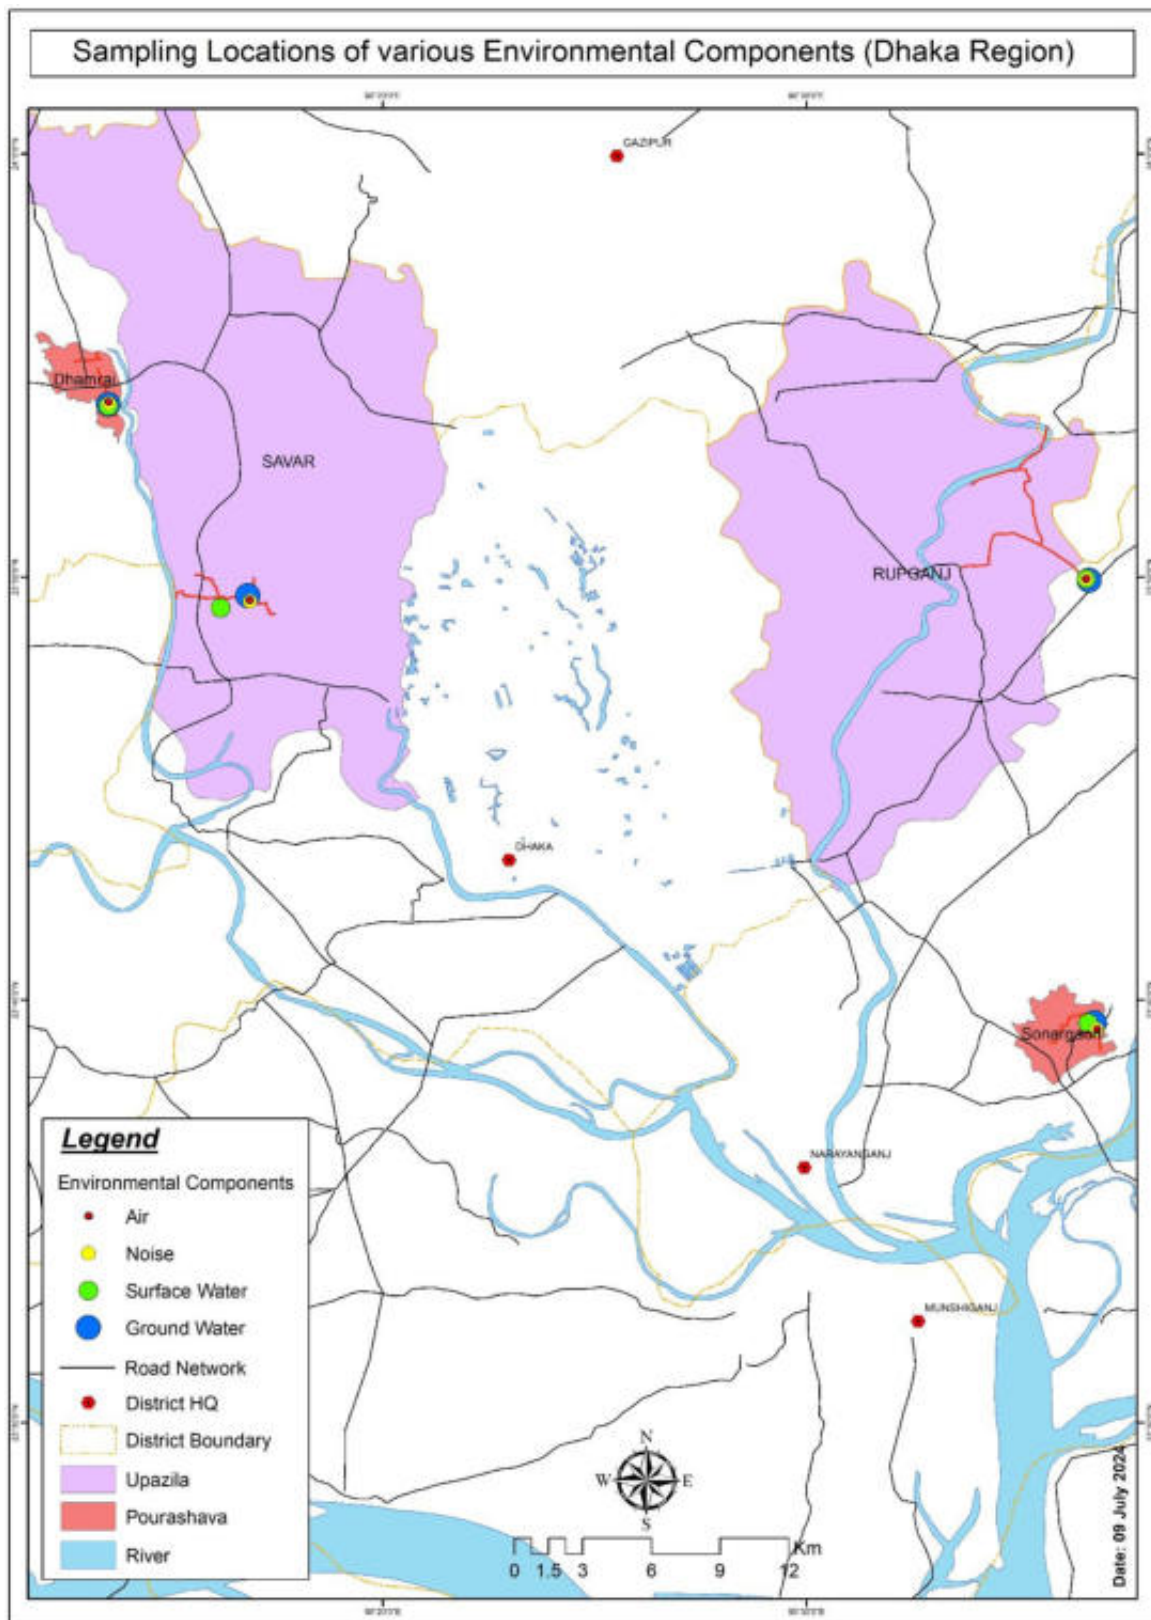 Sampling Locations of various Environmental Components (Dhaka Region)
GAZIPUR
Dhamrai
SAVAR
RUPGANJ
DHAKA
Sonargaon
NARAYANGANJ
MUNSHIGANJ
Legend
Environmental Components
Air
Noise
Surface Water
Ground Water
Road Network
District HQ
District Boundary
Upazila
Pourashava
River
N
W E
S
Km
0 1.5 3 6 9 12
Date: 09 July 2024